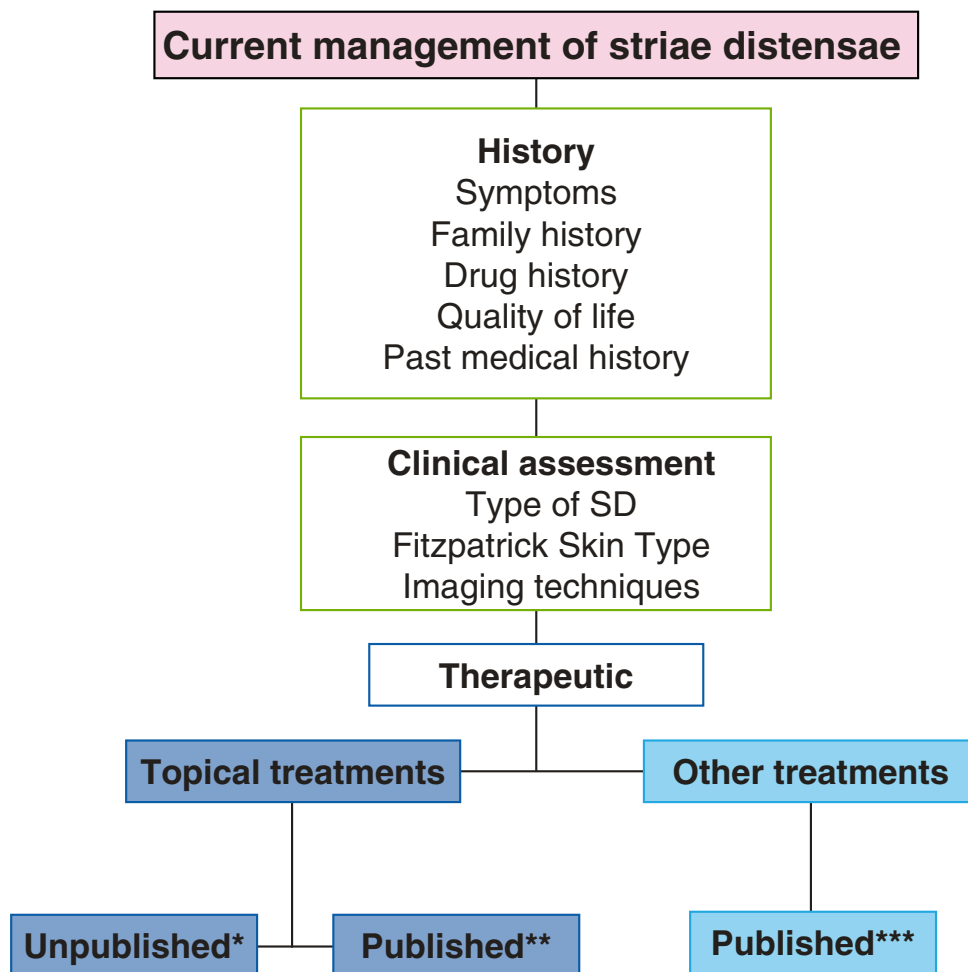 Current management of striae distensae
History
Symptoms
Family history
Drug history
Quality of life
Past medical history
Clinical assessment
Type of SD
Fitzpatrick Skin Type
Imaging techniques
Therapeutic
Topical treatments
Other treatments
Unpublished*
Published**
Published***